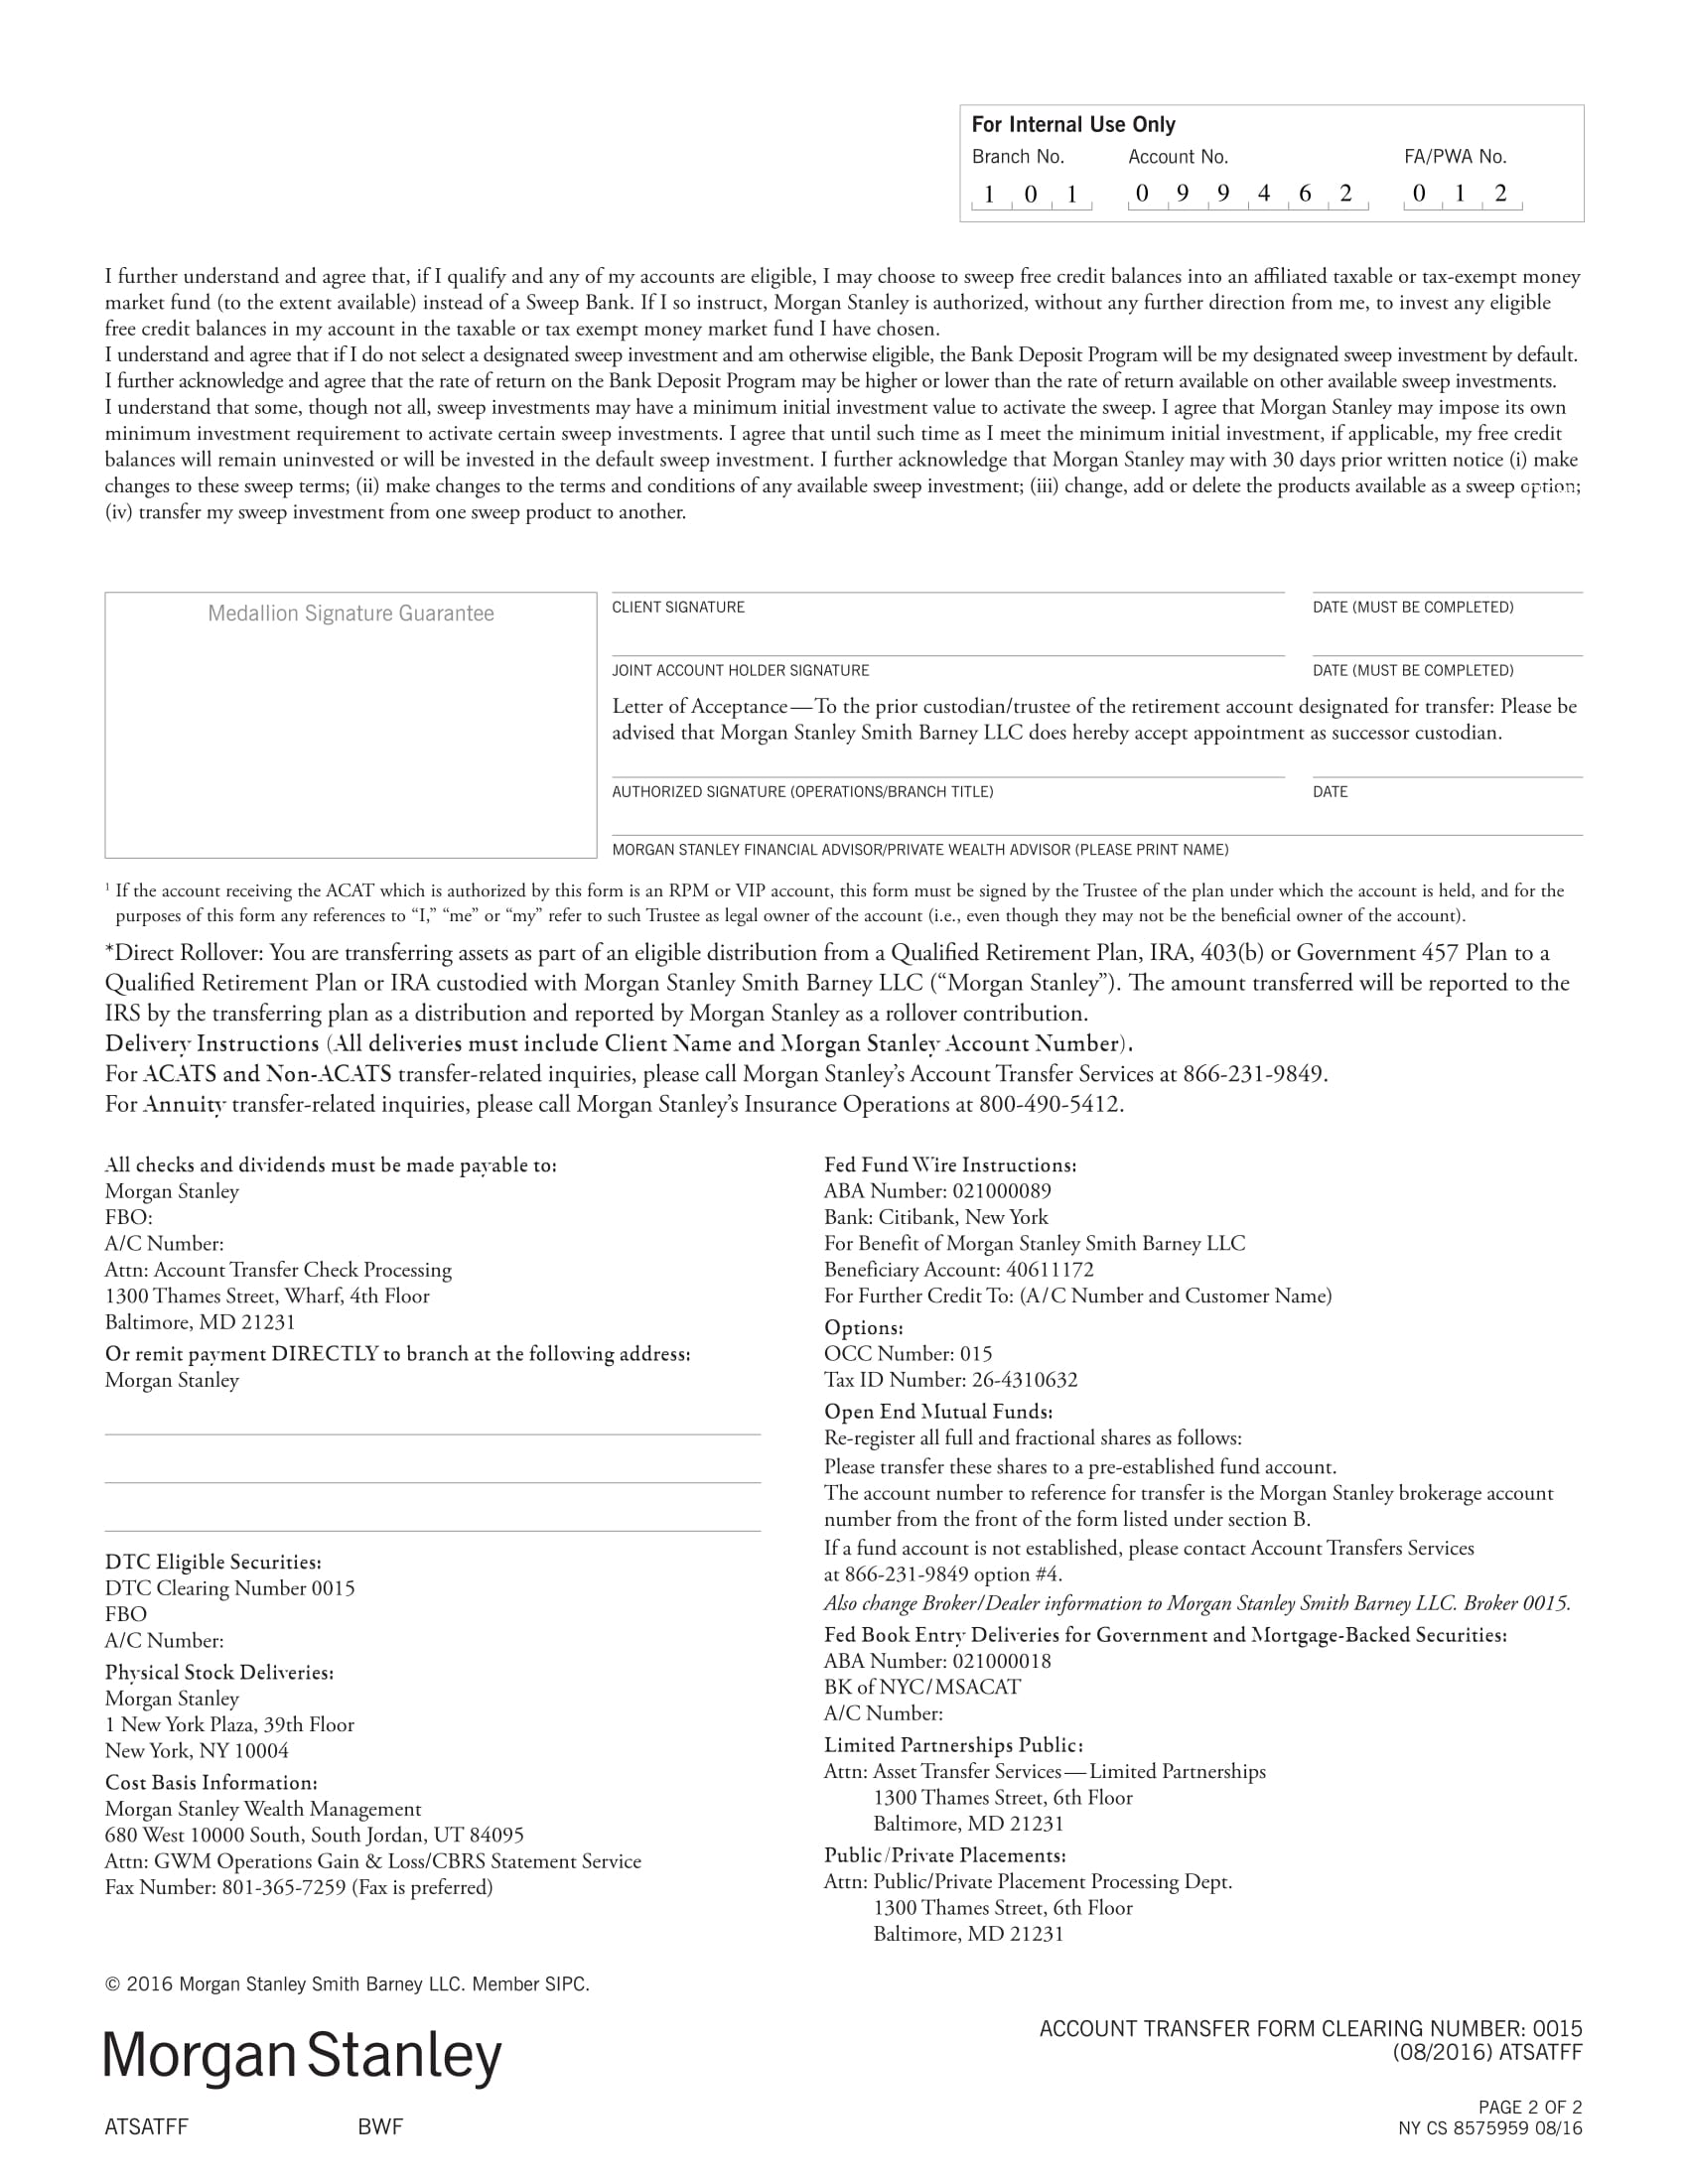 For Internal Use Only
Branch No. Account No. FA/PWA No.
1 0 1 0 9 9 4 6 2 0 1 2
I further understand and agree that, if I qualify and any of my accounts are eligible, I may choose to sweep free credit balances into an affiliated taxable or tax-exempt money
market fund (to the extent available) instead of a Sweep Bank. If I so instruct, Morgan Stanley is authorized, without any further direction from me, to invest any eligible
free credit balances in my account in the taxable or tax exempt money market fund I have chosen.
I understand and agree that if I do not select a designated sweep investment and am otherwise eligible, the Bank Deposit Program will be my designated sweep investment by default.
I further acknowledge and agree that the rate of return on the Bank Deposit Program may be higher or lower than the rate of return available on other available sweep investments.
I understand that some, though not all, sweep investments may have a minimum initial investment value to activate the sweep. I agree that Morgan Stanley may impose its own
minimum investment requirement to activate certain sweep investments. I agree that until such time as I meet the minimum initial investment, if applicable, my free credit
balances will remain uninvested or will be invested in the default sweep investment. I further acknowledge that Morgan Stanley may with 30 days prior written notice (i) make
changes to these sweep terms; (ii) make changes to the terms and conditions of any available sweep investment; (iii) change, add or delete the products available as a sweep option;
(iv) transfer my sweep investment from one sweep product to another.
Medallion Signature Guarantee
CLIENT SIGNATURE DATE (MUST BE COMPLETED)
JOINT ACCOUNT HOLDER SIGNATURE DATE (MUST BE COMPLETED)
Letter of Acceptance—To the prior custodian/trustee of the retirement account designated for transfer: Please be
advised that Morgan Stanley Smith Barney LLC does hereby accept appointment as successor custodian.
AUTHORIZED SIGNATURE (OPERATIONS/BRANCH TITLE) DATE
MORGAN STANLEY FINANCIAL ADVISOR/PRIVATE WEALTH ADVISOR (PLEASE PRINT NAME)
1 If the account receiving the ACAT which is authorized by this form is an RPM or VIP account, this form must be signed by the Trustee of the plan under which the account is held, and for the
purposes of this form any references to “I,” “me” or “my” refer to such Trustee as legal owner of the account (i.e., even though they may not be the beneficial owner of the account).
*Direct Rollover: You are transferring assets as part of an eligible distribution from a Qualified Retirement Plan, IRA, 403(b) or Government 457 Plan to a
Qualified Retirement Plan or IRA custodied with Morgan Stanley Smith Barney LLC (“Morgan Stanley”). The amount transferred will be reported to the
IRS by the transferring plan as a distribution and reported by Morgan Stanley as a rollover contribution.
Delivery Instructions (All deliveries must include Client Name and Morgan Stanley Account Number).
For ACATS and Non-ACATS transfer-related inquiries, please call Morgan Stanley’s Account Transfer Services at 866-231-9849.
For Annuity transfer-related inquiries, please call Morgan Stanley’s Insurance Operations at 800-490-5412.
All checks and dividends must be made payable to:
Morgan Stanley
FBO:
A/C Number:
Attn: Account Transfer Check Processing
1300 Thames Street, Wharf, 4th Floor
Baltimore, MD 21231
Or remit payment DIRECTLY to branch at the following address:
Morgan Stanley
DTC Eligible Securities:
DTC Clearing Number 0015
FBO
A/C Number:
Physical Stock Deliveries:
Morgan Stanley
1 New York Plaza, 39th Floor
New York, NY 10004
Cost Basis Information:
Morgan Stanley Wealth Management
680 West 10000 South, South Jordan, UT 84095
Attn: GWM Operations Gain & Loss/CBRS Statement Service
Fax Number: 801-365-7259 (Fax is preferred)
Fed Fund Wire Instructions:
ABA Number: 021000089
Bank: Citibank, New York
For Benefit of Morgan Stanley Smith Barney LLC
Beneficiary Account: 40611172
For Further Credit To: (A/C Number and Customer Name)
Options:
OCC Number: 015
Tax ID Number: 26-4310632
Open End Mutual Funds:
Re-register all full and fractional shares as follows:
Please transfer these shares to a pre-established fund account.
The account number to reference for transfer is the Morgan Stanley brokerage account
number from the front of the form listed under section B.
If a fund account is not established, please contact Account Transfers Services
at 866-231-9849 option #4.
Also change Broker/Dealer information to Morgan Stanley Smith Barney LLC. Broker 0015.
Fed Book Entry Deliveries for Government and Mortgage-Backed Securities:
ABA Number: 021000018
BK of NYC/MSACAT
A/C Number:
Limited Partnerships Public:
Attn: Asset Transfer Services—Limited Partnerships
1300 Thames Street, 6th Floor
Baltimore, MD 21231
Public/Private Placements:
Attn: Public/Private Placement Processing Dept.
1300 Thames Street, 6th Floor
Baltimore, MD 21231
© 2016 Morgan Stanley Smith Barney LLC. Member SIPC.
Morgan Stanley
ACCOUNT TRANSFER FORM CLEARING NUMBER: 0015
(08/2016) ATSATFF
ATSATFF BWF
PAGE 2 OF 2
NY CS 8575959 08/16